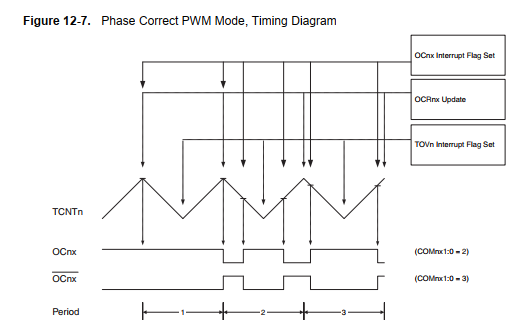 Figure 12-7. Phase Correct PWM Mode, Timing Diagram
OCnx Interrupt Flag Set
OCRnx Update
TOVn Interrupt Flag Set
TCNTn
OCnx
(COMnx1:0 = 2)
OCnx
(COMnx1:0 = 3)
Period
1
2
3